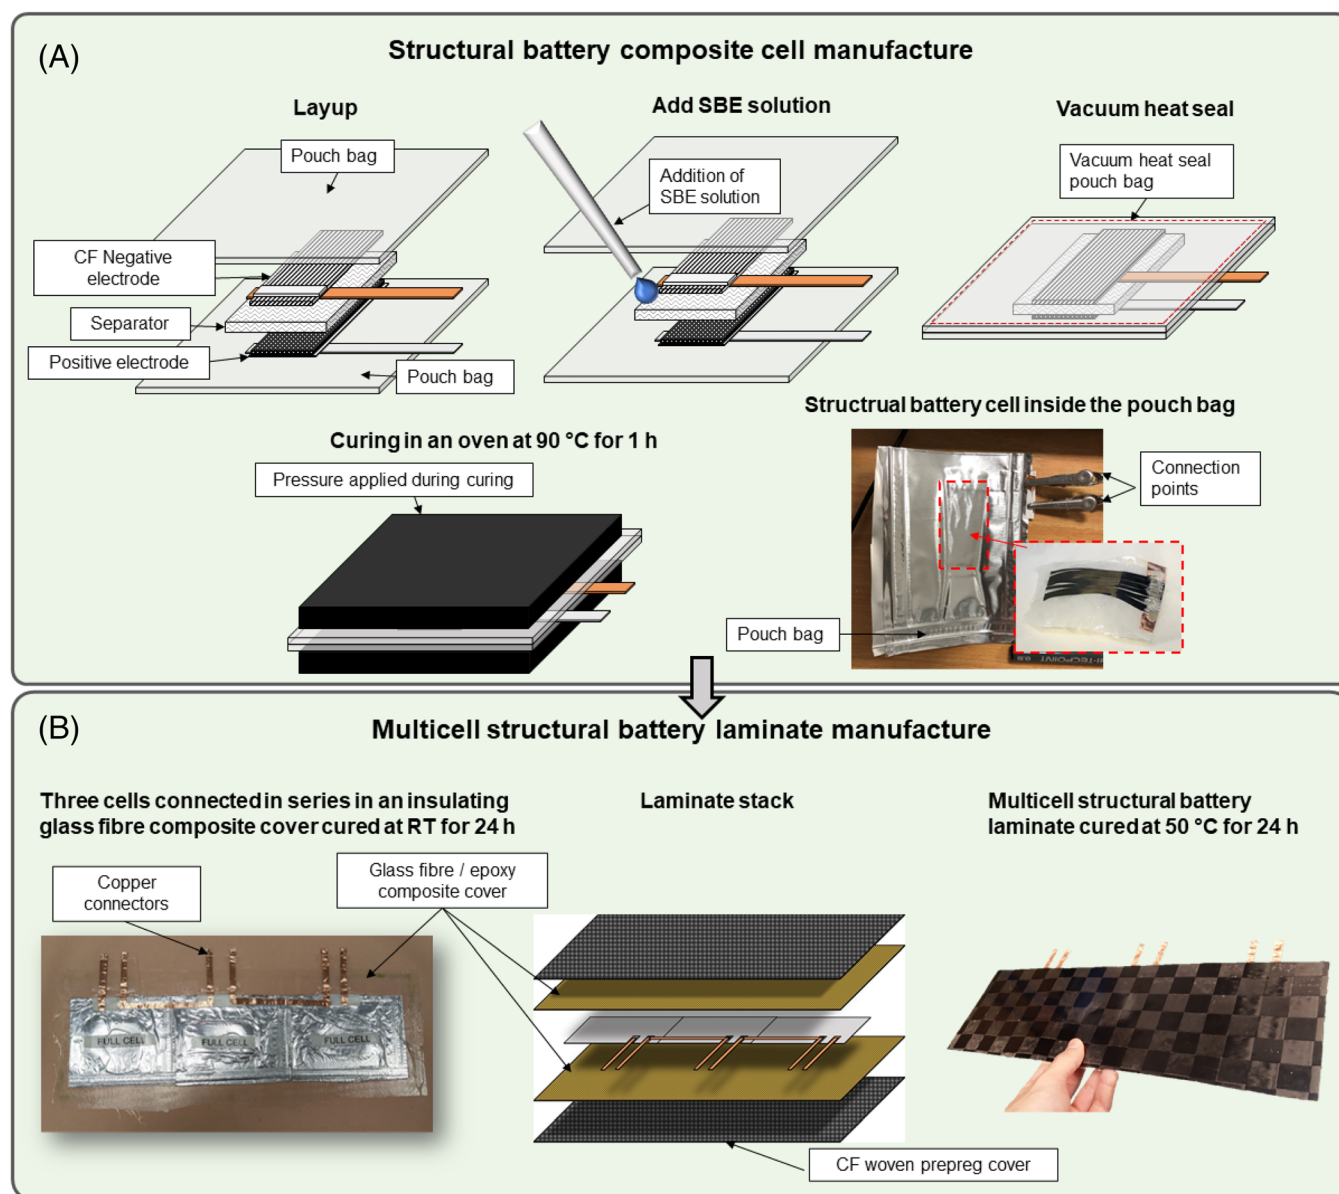 (A)
Structural battery composite cell manufacture
Layup
Add SBE solution
Vacuum heat seal
Pouch bag
CF Negative
electrode
Separator
Positive electrode
Pouch bag
Addition of
SBE solution
Vacuum heat seal
pouch bag
Curing in an oven at 90 °C for 1 h
Pressure applied during curing
Structrual battery cell inside the pouch bag
Connection
points
Pouch bag
TECPOINT
(B)
Multicell structural battery laminate manufacture
Three cells connected in series in an insulating
glass fibre composite cover cured at RT for 24 h
Copper
connectors
Glass fibre / epoxy
composite cover
FULL CELL
FULL CELL
FULL CELL
Laminate stack
CF woven prepreg cover
Multicell structural battery
laminate cured at 50 °C for 24 h